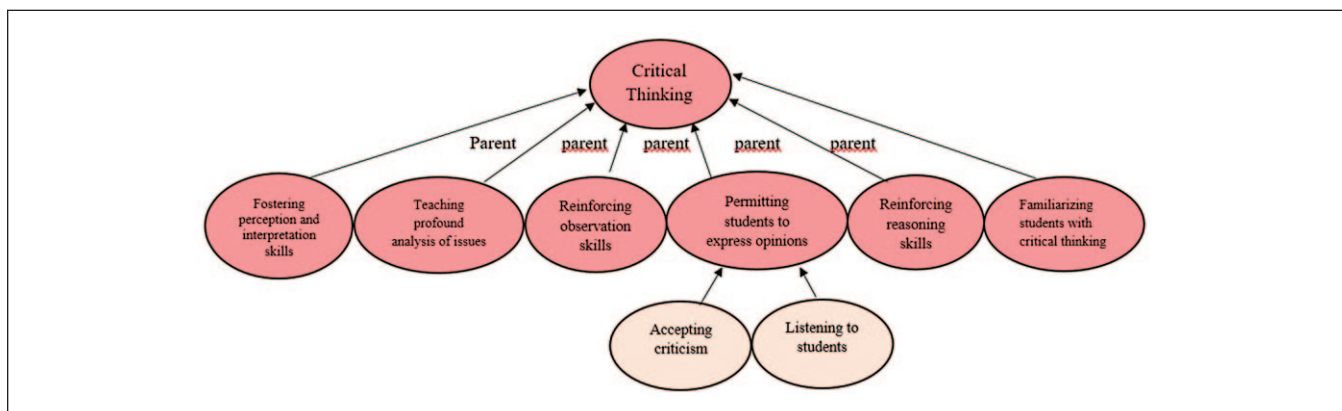 Critical
Thinking
Parent
parent
parent
parent
parent
Fostering
perception and
interpretation
skills
Teaching
profound
analysis of issues
Reinforcing
observation
skills
Permitting
students to
express opinions
Reinforcing
reasoning
skills
Familiarizing
students with
critical thinking
Accepting
criticism
Listening to
students